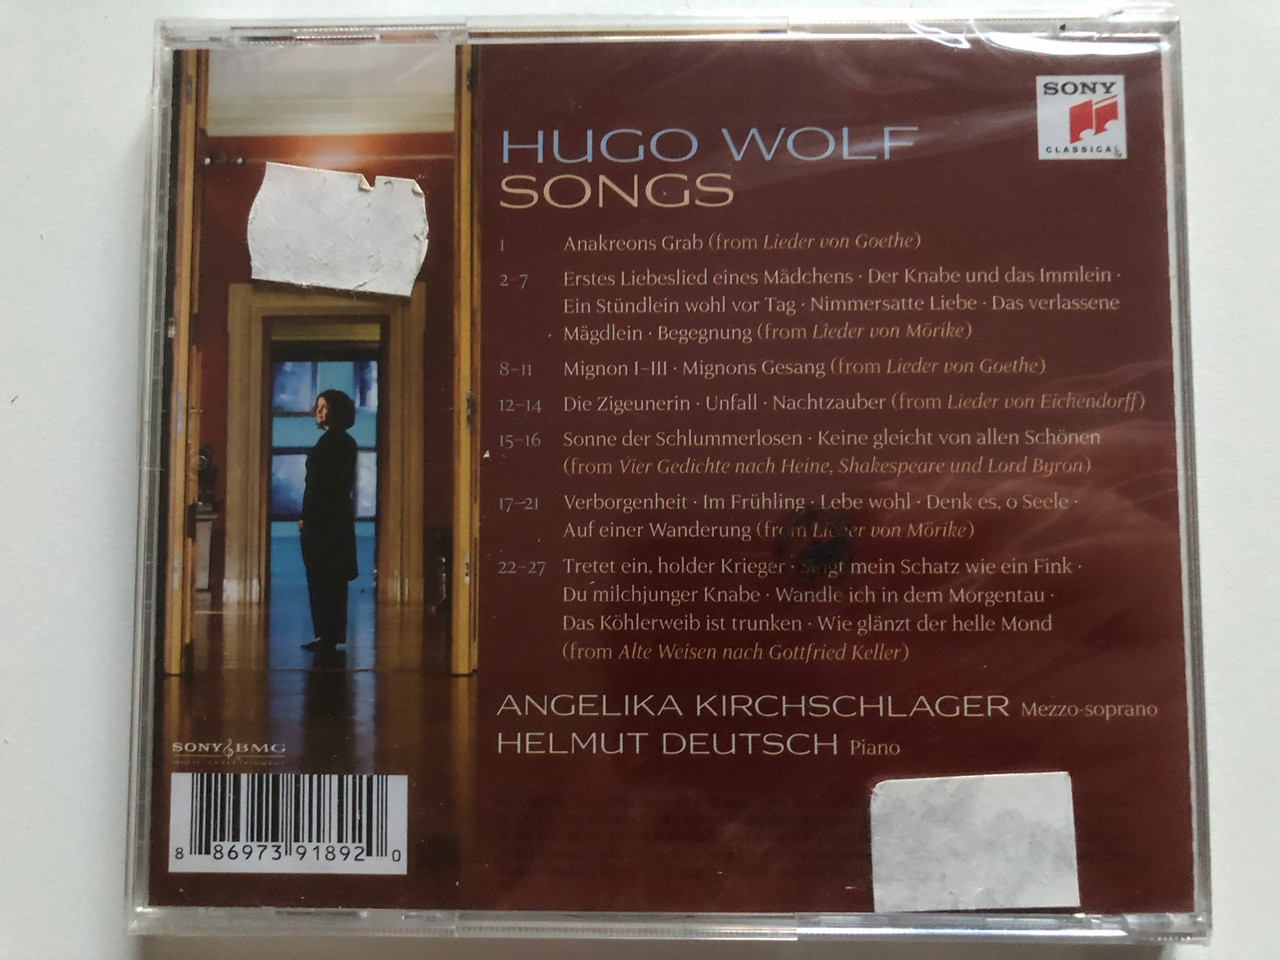 HUGO WOLF
SONGS
SONY
CLASSICAL
1 Anakreons Grab (from Lieder von Goethe)
2–7 Erstes Liebeslied eines Mädchens · Der Knabe und das Immlein ·
Ein Stündlein wohl vor Tag · Nimmersatte Liebe · Das verlassene
Mägdlein · Begegnung (from Lieder von Mörike)
8–11 Mignon I–III · Mignons Gesang (from Lieder von Goethe)
12–14 Die Zigeunerin · Unfall · Nachtzauber (from Lieder von Eichendorff)
15–16 Sonne der Schlummerlosen · Keine gleicht von allen Schönen
(from Vier Gedichte nach Heine, Shakespeare und Lord Byron)
17–21 Verborgenheit · Im Frühling · Lebe wohl · Denk es, o Seele ·
Auf einer Wanderung (from Lieder von Mörike)
22–27 Tretet ein, holder Krieger · Singt mein Schatz wie ein Fink ·
Du milchjunger Knabe · Wandle ich in dem Morgentau ·
Das Köhlerweib ist trunken · Wie glänzt der helle Mond
(from Alte Weisen nach Gottfried Keller)
ANGELIKA KIRCHSCHLAGER Mezzo-soprano
HELMUT DEUTSCH Piano
SONY BMG
MUSIC ENTERTAINMENT
8 86973 91892 0